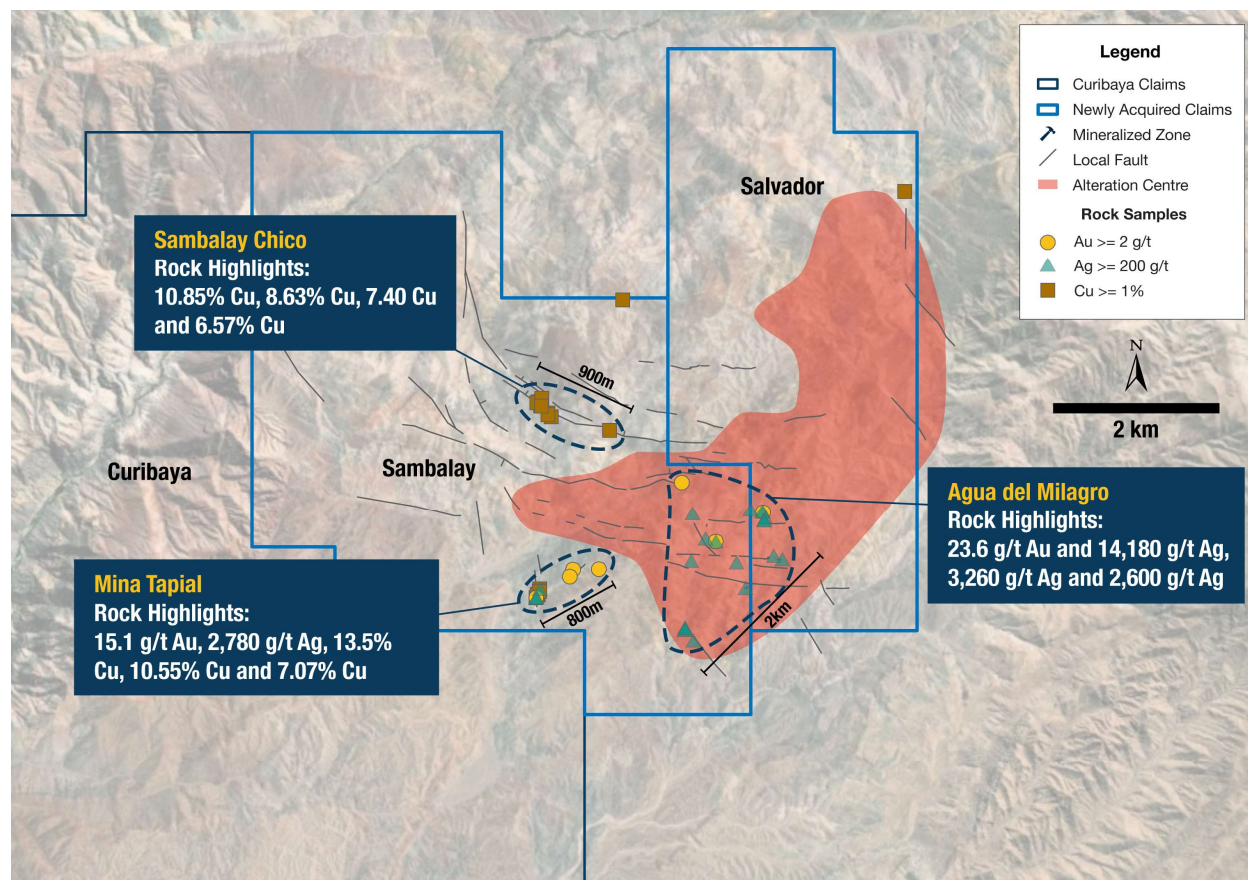 Legend
Curibaya Claims
Newly Acquired Claims
Mineralized Zone
Local Fault
Alteration Centre
Rock Samples
Au >= 2 g/t
Ag >= 200 g/t
Cu >= 1%
N
2 km
Salvador
Sambalay Chico
Rock Highlights:
10.85% Cu, 8.63% Cu, 7.40 Cu
and 6.57% Cu
900m
Curibaya
Sambalay
Agua del Milagro
Rock Highlights:
23.6 g/t Au and 14,180 g/t Ag,
3,260 g/t Ag and 2,600 g/t Ag
Mina Tapial
Rock Highlights:
15.1 g/t Au, 2,780 g/t Ag, 13.5%
Cu, 10.55% Cu and 7.07% Cu
800m
2km